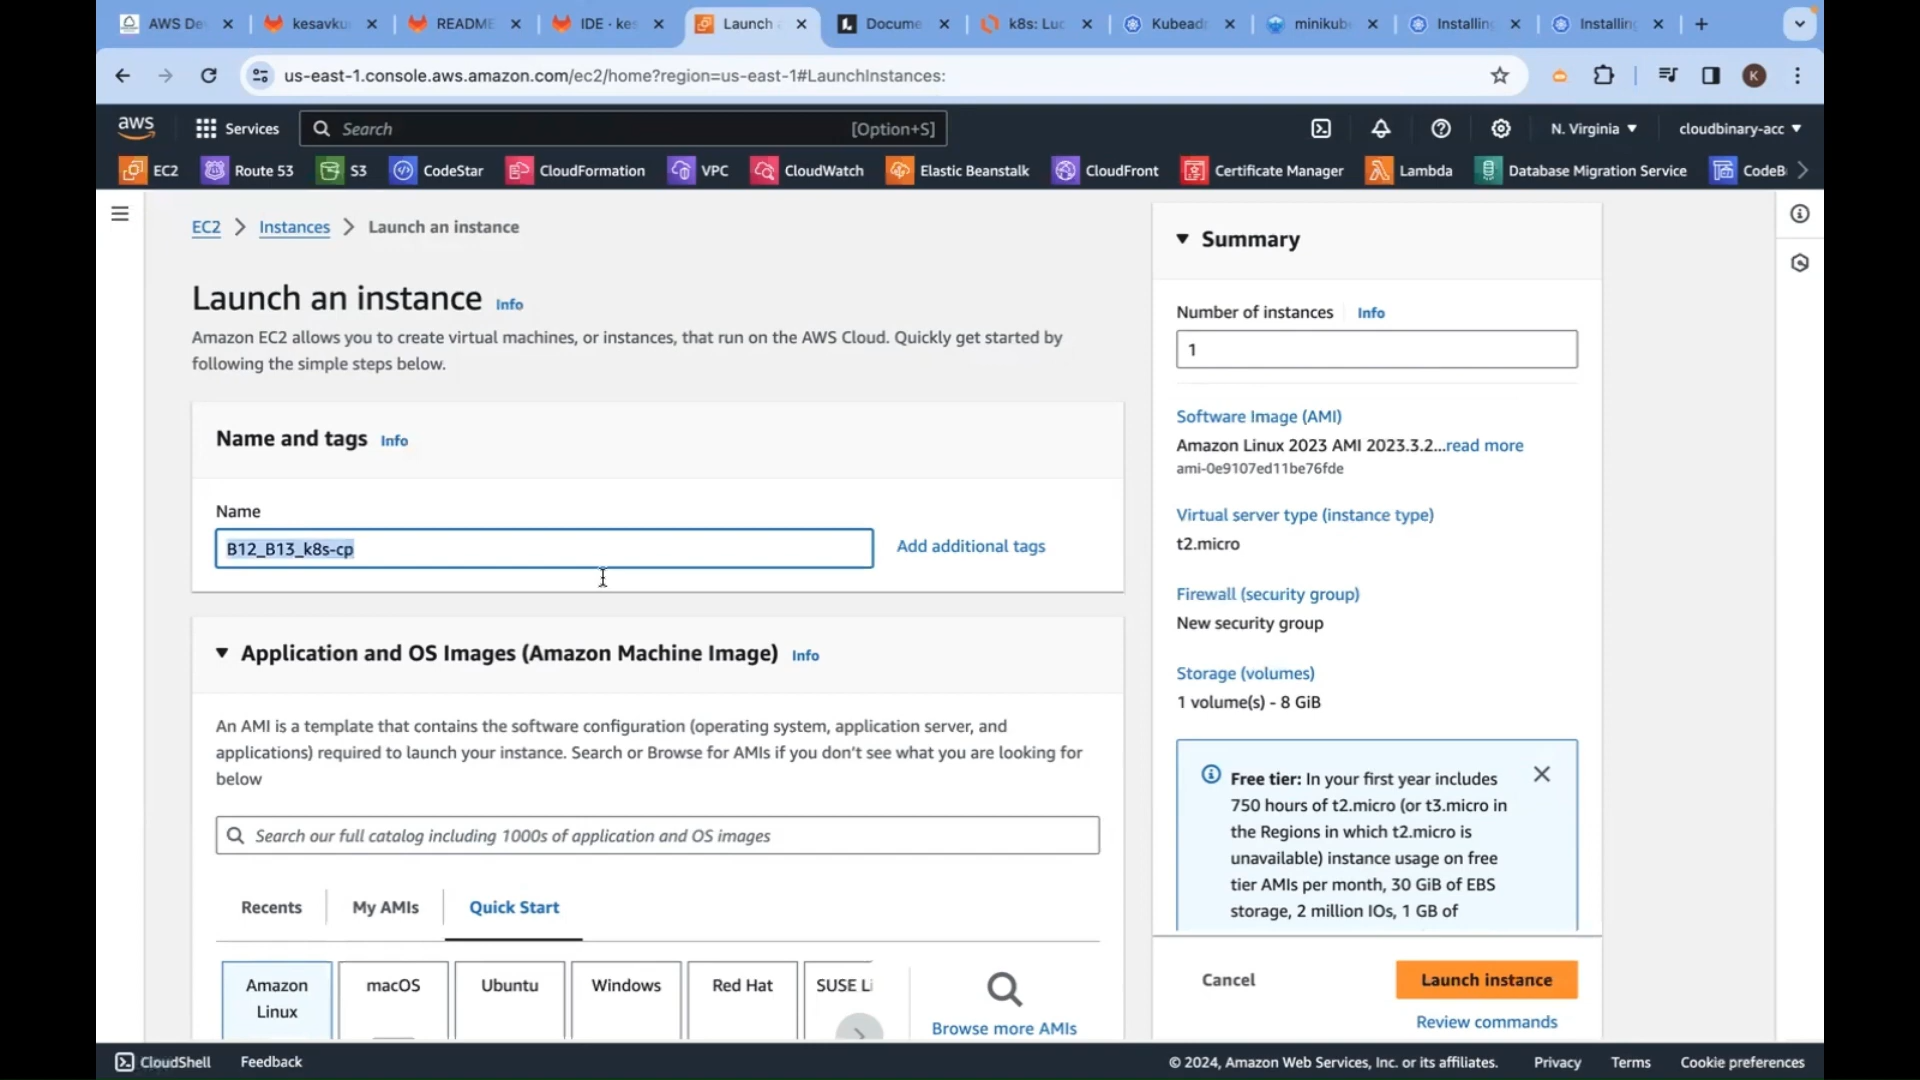 AWS De
kesavku
README
IDE · kes
Launch a
Docume
k8s: Luc
Kubead
minikub
Installing
Installing
us-east-1.console.aws.amazon.com/ec2/home?region=us-east-1#LaunchInstances:
K
aws
Services
Search
[Option+S]
N. Virginia
cloudbinary-acc
EC2
Route 53
S3
CodeStar
CloudFormation
VPC
CloudWatch
Elastic Beanstalk
CloudFront
Certificate Manager
Lambda
Database Migration Service
CodeB
EC2 > Instances > Launch an instance
Launch an instance Info
Amazon EC2 allows you to create virtual machines, or instances, that run on the AWS Cloud. Quickly get started by
following the simple steps below.
Name and tags Info
Name
B12_B13_k8s-cp
Add additional tags
Application and OS Images (Amazon Machine Image) Info
An AMI is a template that contains the software configuration (operating system, application server, and
applications) required to launch your instance. Search or Browse for AMIs if you don't see what you are looking for
below
Search our full catalog including 1000s of application and OS images
Recents
My AMIs
Quick Start
Amazon
Linux
macOS
Ubuntu
Windows
Red Hat
SUSE Li
Browse more AMIs
Summary
Number of instances Info
1
Software Image (AMI)
Amazon Linux 2023 AMI 2023.3.2...read more
ami-0e9107ed11be76fde
Virtual server type (instance type)
t2.micro
Firewall (security group)
New security group
Storage (volumes)
1 volume(s) - 8 GiB
Free tier: In your first year includes
750 hours of t2.micro (or t3.micro in
the Regions in which t2.micro is
unavailable) instance usage on free
tier AMIs per month, 30 GiB of EBS
storage, 2 million IOs, 1 GB of
Cancel
Launch instance
Review commands
CloudShell
Feedback
© 2024, Amazon Web Services, Inc. or its affiliates.
Privacy
Terms
Cookie preferences